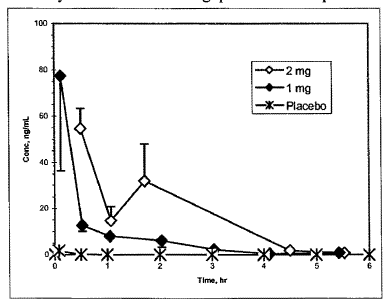 100
80
60
40
20
0
Conc, ng/mL
2 mg
1 mg
Placebo
0 1 2 3 4 5 6
Time, hr